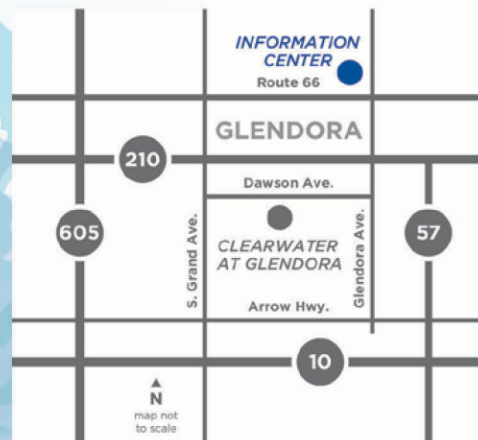 INFORMATION
CENTER
Route 66
GLENDORA
210
Dawson Ave.
605
S. Grand Ave.
CLEARWATER
AT GLENDORA
Glendora Ave.
57
Arrow Hwy.
10
N
map not
to scale